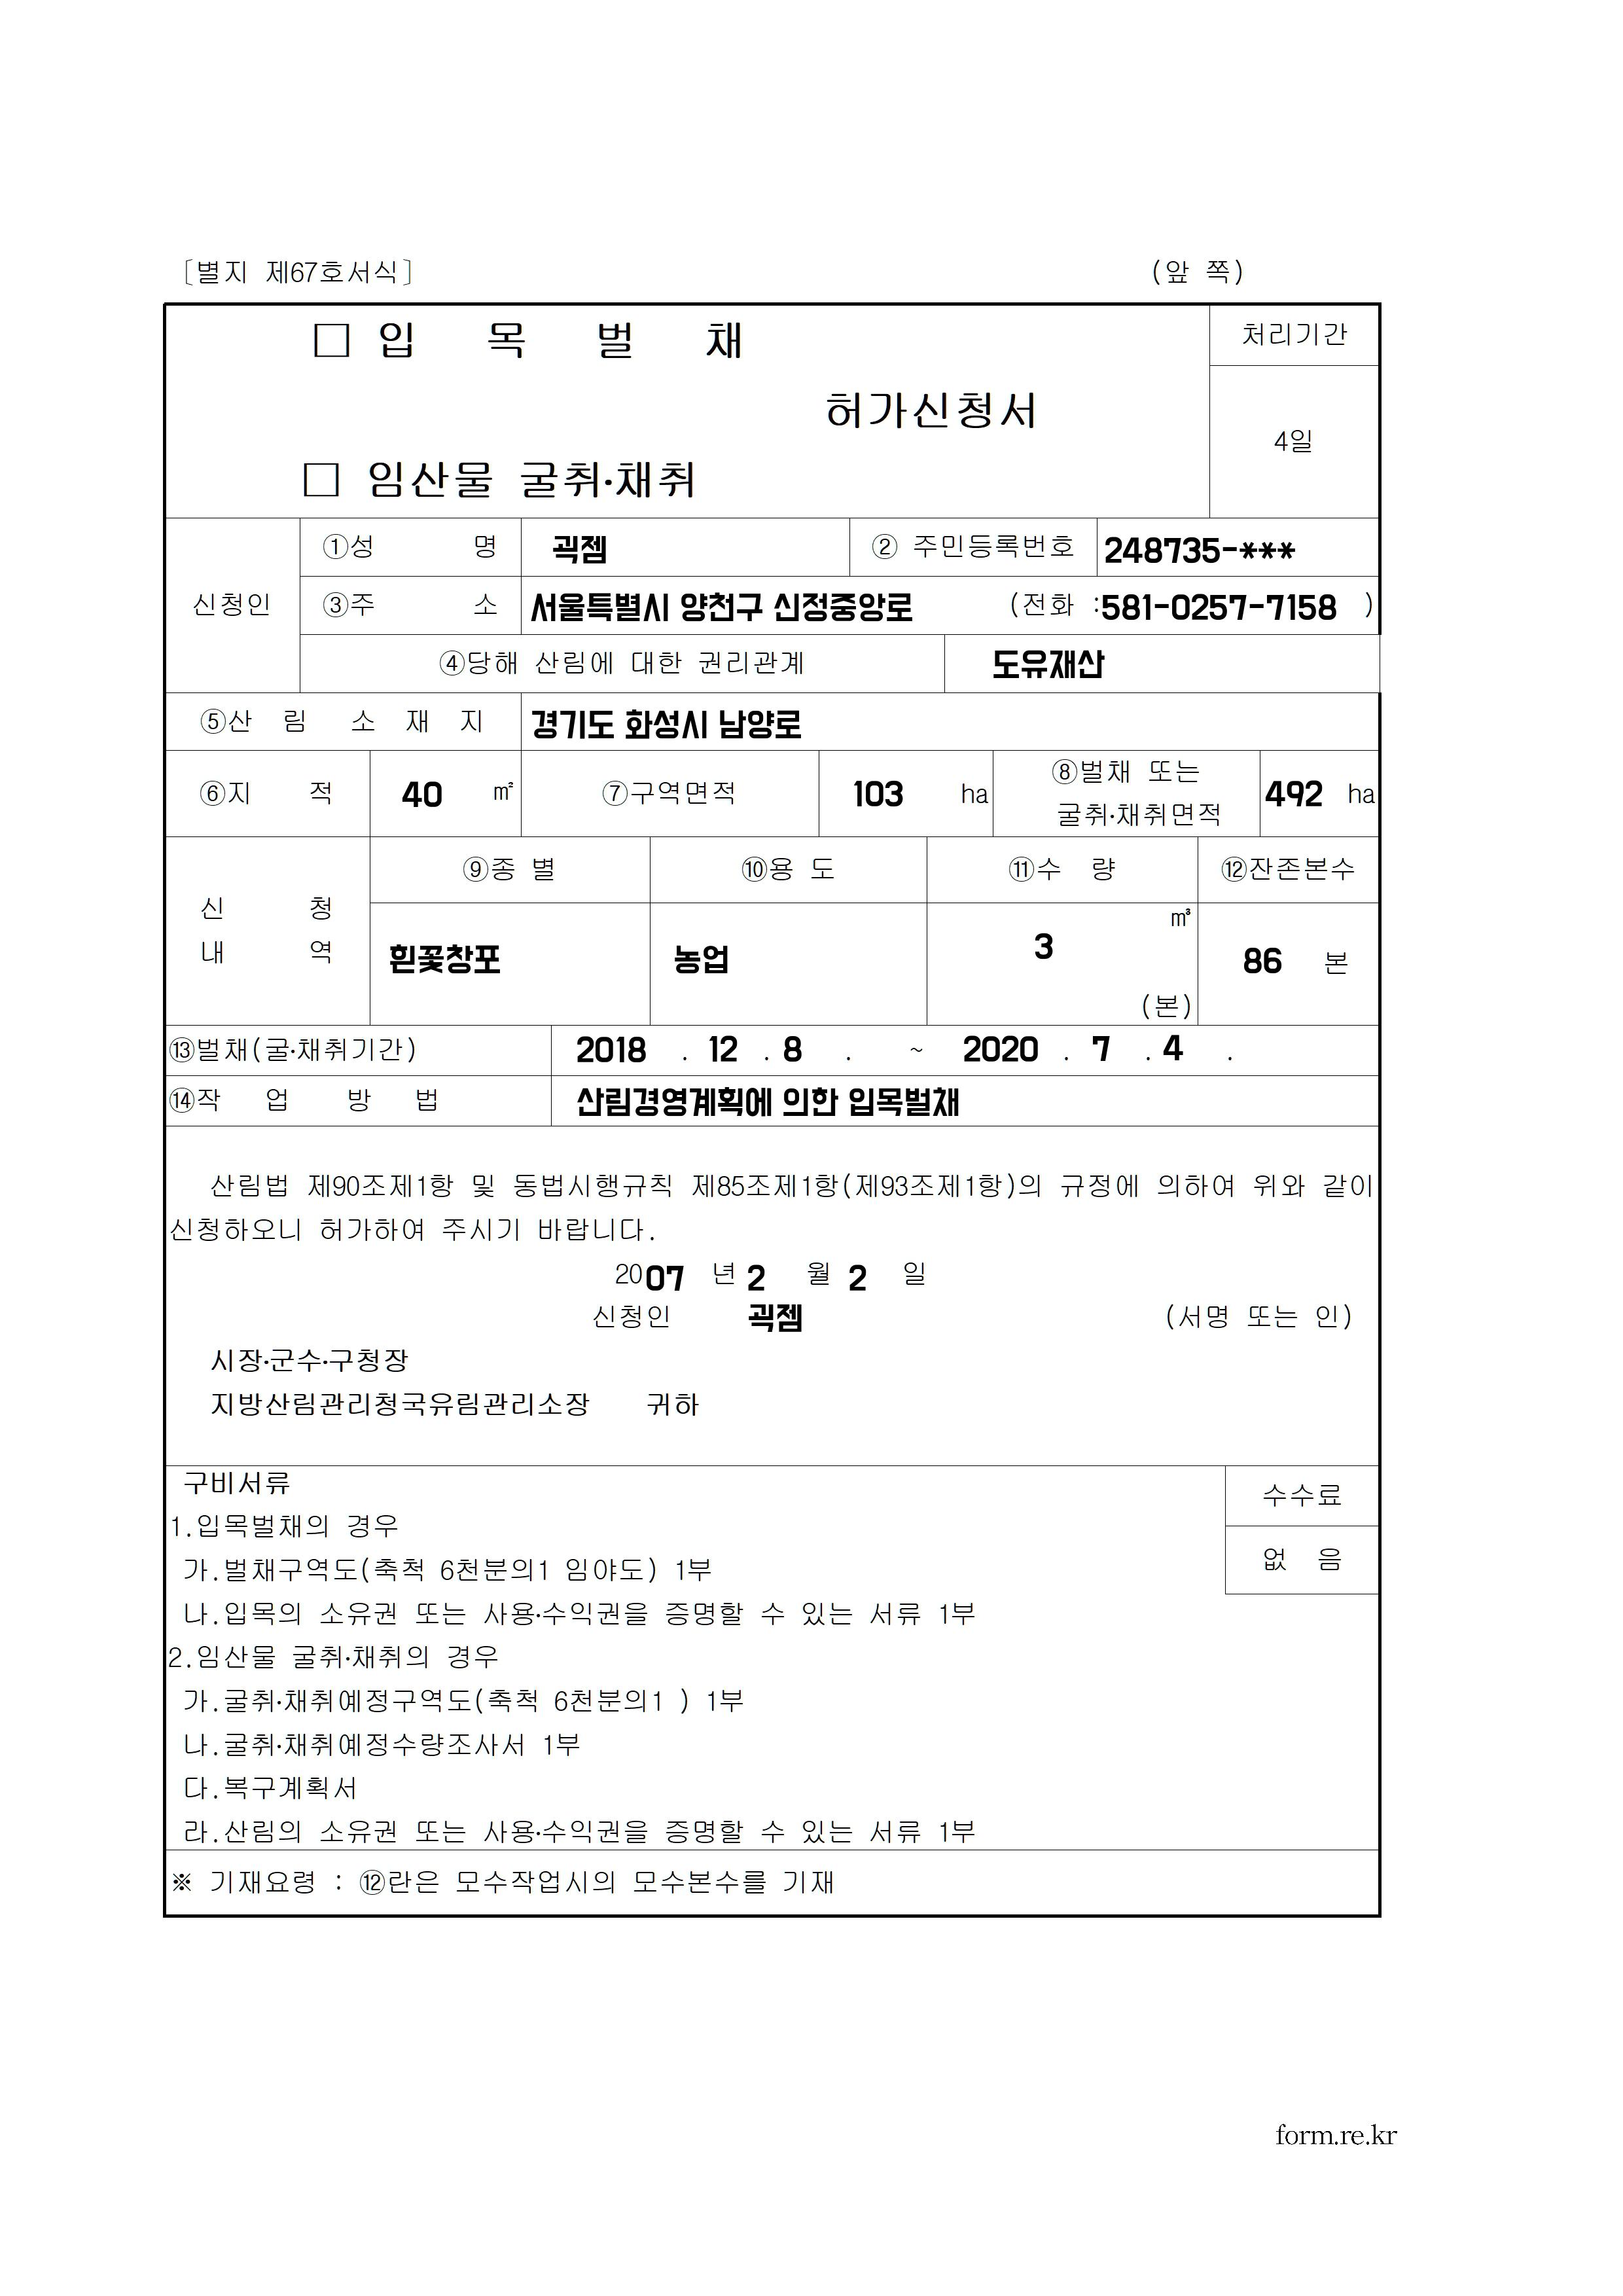 [별지 제67호서식] (앞 쪽)
□ 입 목 벌 채
허가신청서
□ 임산물 굴취·채취
처리기간
4일
신청인
①성 명 괵젬 ② 주민등록번호 248735-***
③주 소 서울특별시 양천구 신정중앙로 (전화 :581-0257-7158 )
④당해 산림에 대한 권리관계 도유재산
⑤산 림 소 재 지 경기도 화성시 남양로
⑥지 적 40 ㎡ ⑦구역면적 103 ha ⑧벌채 또는 굴취·채취면적 492 ha
신 청 내 역
⑨종 별 ⑩용 도 ⑪수 량 ⑫잔존본수
흰꽃창포 농업 3 ㎥ (본) 86 본
⑬벌채(굴·채취기간) 2018 . 12 . 8 . ~ 2020 . 7 . 4 .
⑭작 업 방 법 산림경영계획에 의한 입목벌채
산림법 제90조제1항 및 동법시행규칙 제85조제1항(제93조제1항)의 규정에 의하여 위와 같이
신청하오니 허가하여 주시기 바랍니다.
2007 년 2 월 2 일
신청인 괵젬 (서명 또는 인)
시장·군수·구청장
지방산림관리청국유림관리소장 귀하
구비서류
수수료
없 음
1.입목벌채의 경우
가.벌채구역도(축척 6천분의1 임야도) 1부
나.입목의 소유권 또는 사용·수익권을 증명할 수 있는 서류 1부
2.임산물 굴취·채취의 경우
가.굴취·채취예정구역도(축척 6천분의1 ) 1부
나.굴취·채취예정수량조사서 1부
다.복구계획서
라.산림의 소유권 또는 사용·수익권을 증명할 수 있는 서류 1부
※ 기재요령 : ⑫란은 모수작업시의 모수본수를 기재
form.re.kr